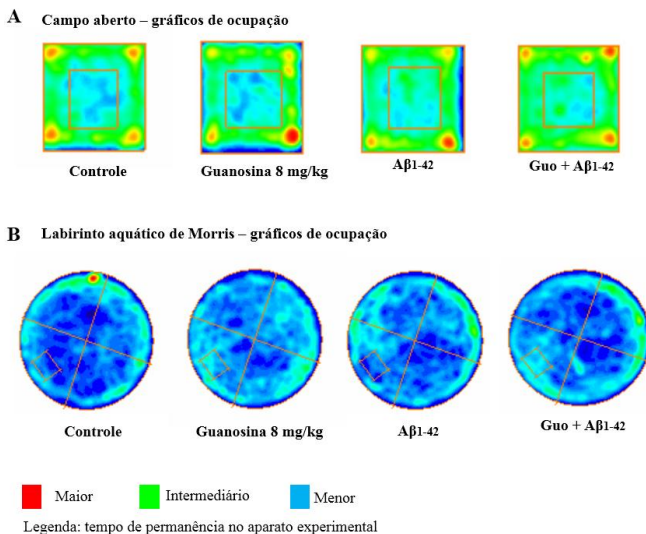 A Campo aberto – gráficos de ocupação
Controle
Guanosina 8 mg/kg
Aβ1-42
Guo + Aβ1-42
B Labirinto aquático de Morris – gráficos de ocupação
Controle
Guanosina 8 mg/kg
Aβ1-42
Guo + Aβ1-42
Maior
Intermediário
Menor
Legenda: tempo de permanência no aparato experimental